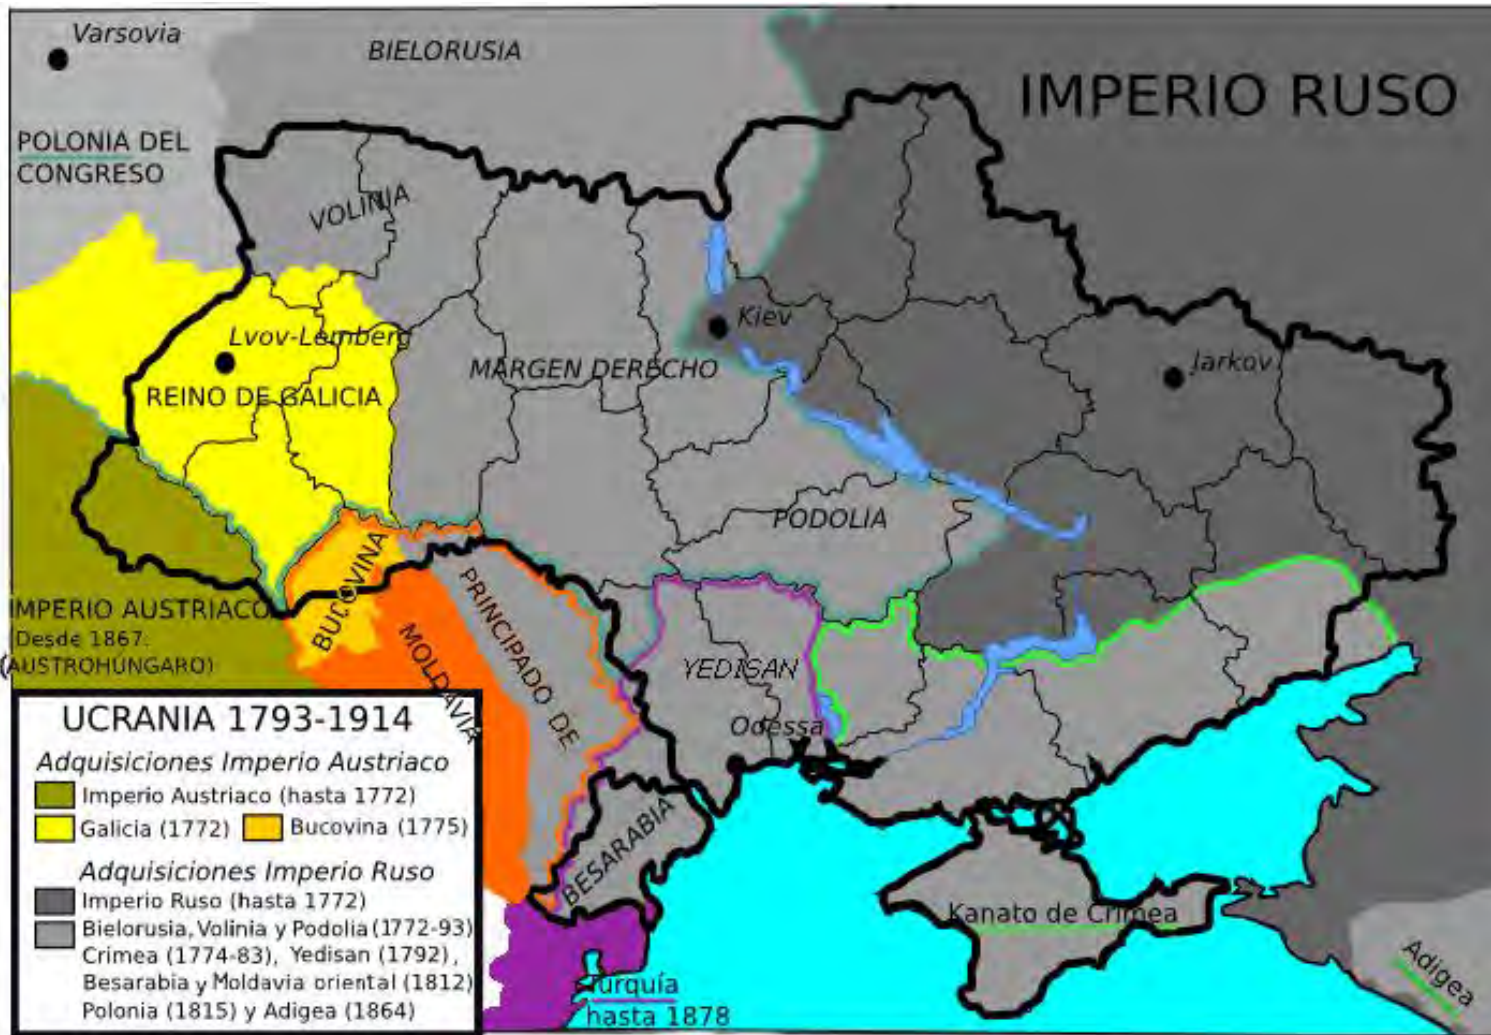 Varsovia
BIELORUSIA
IMPERIO RUSO
POLONIA DEL
CONGRESO
VOLINIA
Kiev
Lvov-Lemberg
Jarkov
MARGEN DERECHO
REINO DE GALICIA
PODOLIA
BUCOVINA
IMPERIO AUSTRIACO
(Desde 1867.
(AUSTROHUNGARO)
PRINCIPADO DE
MOLDAVIA
YEDISAN
Odessa
BESARABIA
Kanato de Crimea
Adigea
Turquía
hasta 1878
UCRANIA 1793-1914
Adquisiciones Imperio Austriaco
Imperio Austriaco (hasta 1772)
Galicia (1772)
Bucovina (1775)
Adquisiciones Imperio Ruso
Imperio Ruso (hasta 1772)
Bielorusia, Volinia y Podolia (1772-93)
Crimea (1774-83), Yedisan (1792),
Besarabia y Moldavia oriental (1812)
Polonia (1815) y Adigea (1864)